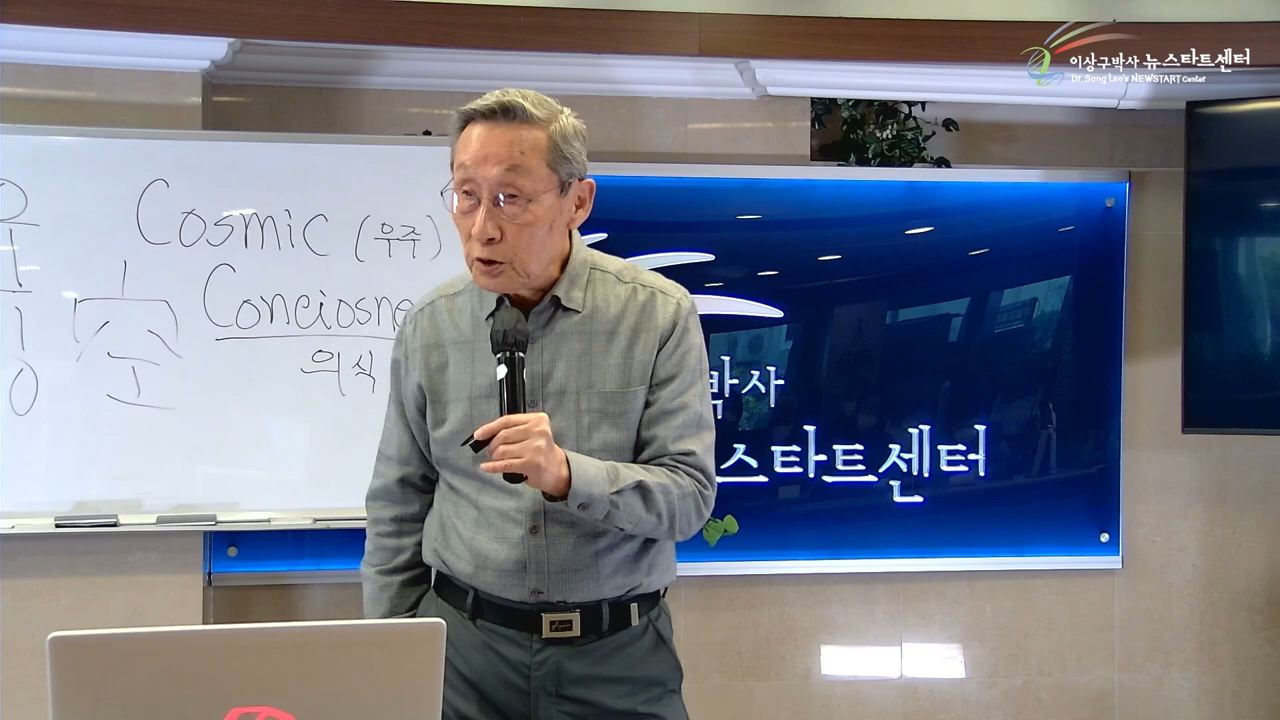 이상구박사 뉴스타트센터
Dr. Sang Lee's NEWSTART Center
Cosmic (우주)
Conciosne
의식
박사
스타트센터